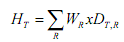 H_T = ∑_R W_R x D_{T,R}